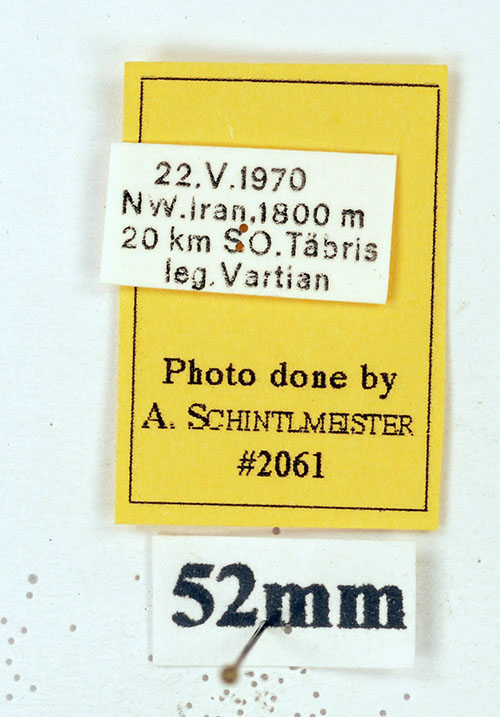 22.V.1970
NW.Iran,1800 m
20 km SO.Täbris
leg.Vartian
Photo done by
A. SCHINTLMEISTER
#2061
52mm